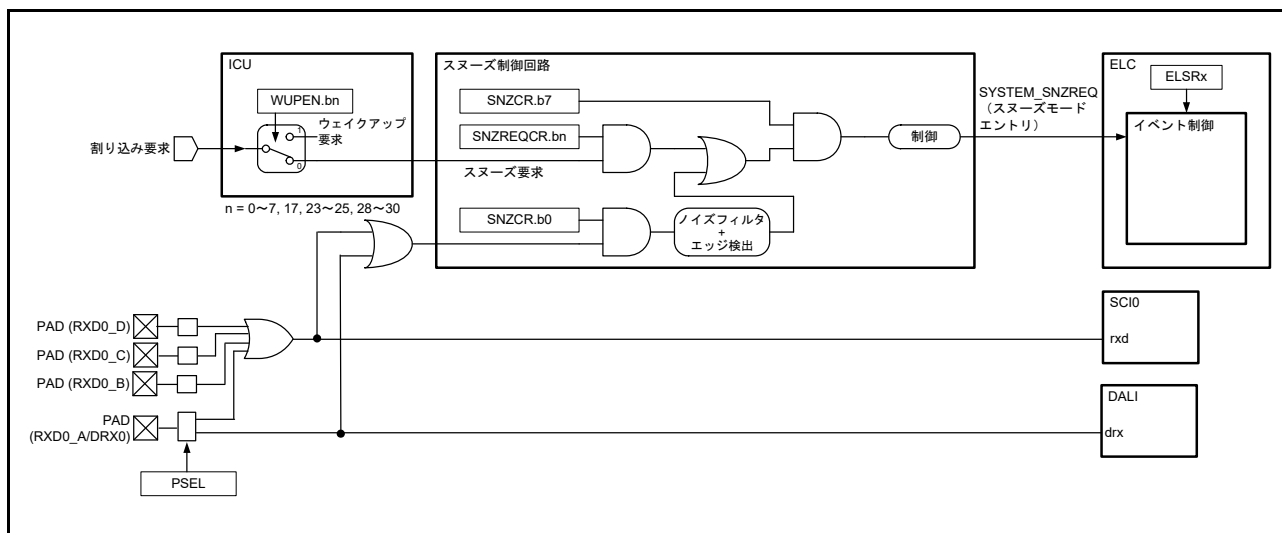 ICU
WUPEN.bn
1
ウェイクアップ
要求
0
割り込み要求
n = 0～7, 17, 23～25, 28～30
スヌーズ制御回路
SNZCR.b7
SNZREQCR.bn
スヌーズ要求
SNZCR.b0
ノイズフィルタ
+
エッジ検出
制御
SYSTEM_SNZREQ
（スヌーズモード
エントリ）
ELC
ELSRx
イベント制御
PAD (RXD0_D)
PAD (RXD0_C)
PAD (RXD0_B)
PAD
(RXD0_A/DRX0)
PSEL
SCI0
rxd
DALI
drx